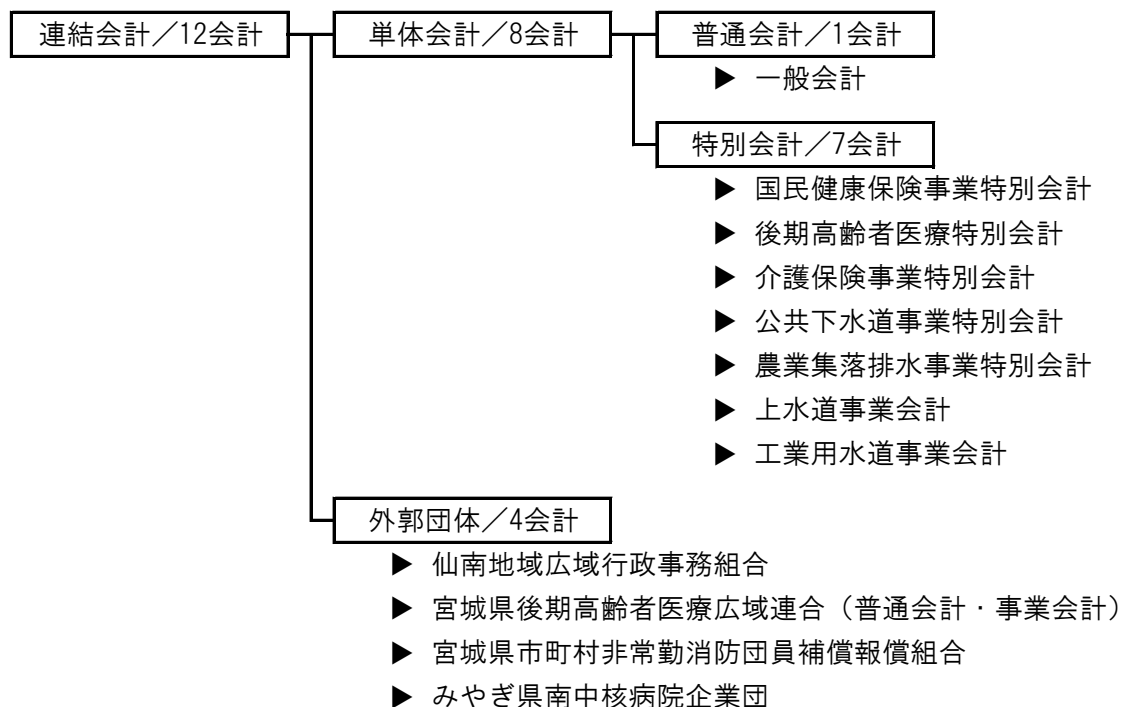 連結会計／12会計
単体会計／8会計
普通会計／1会計
▶ 一般会計
特別会計／7会計
▶ 国民健康保険事業特別会計
▶ 後期高齢者医療特別会計
▶ 介護保険事業特別会計
▶ 公共下水道事業特別会計
▶ 農業集落排水事業特別会計
▶ 上水道事業会計
▶ 工業用水道事業会計
外郭団体／4会計
▶ 仙南地域広域行政事務組合
▶ 宮城県後期高齢者医療広域連合（普通会計・事業会計）
▶ 宮城県市町村非常勤消防団員補償報償組合
▶ みやぎ県南中核病院企業団